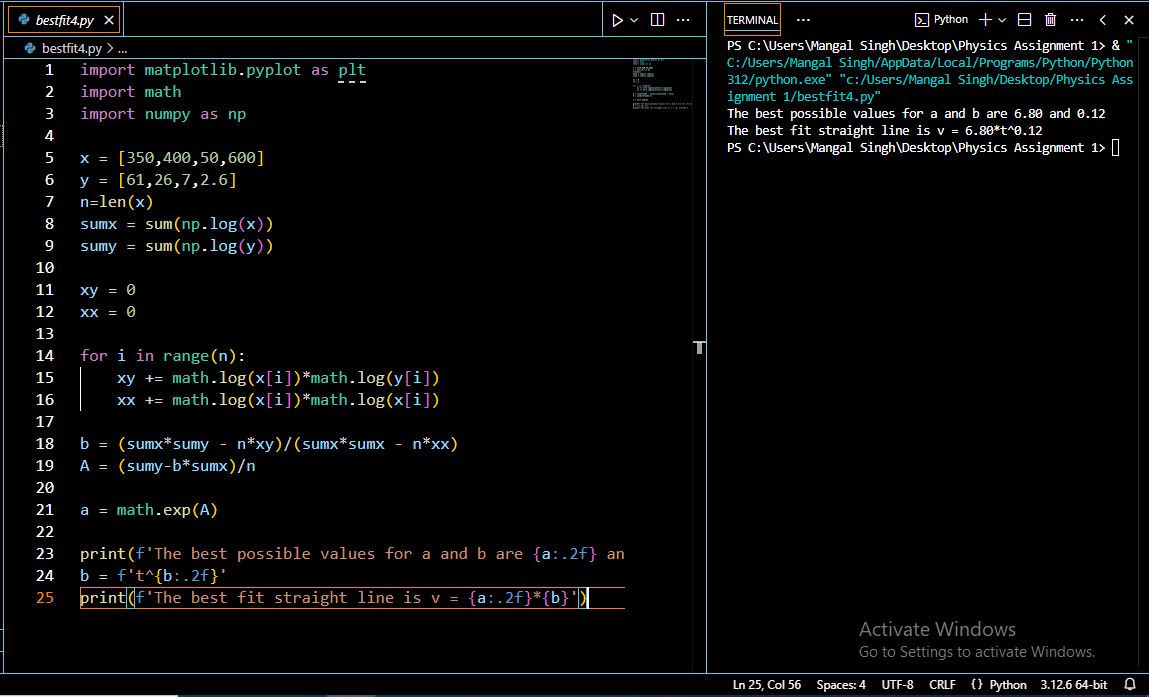 bestfit4.py
bestfit4.py > ...
1 import matplotlib.pyplot as plt
2 import math
3 import numpy as np
4
5 x = [350,400,50,600]
6 y = [61,26,7,2.6]
7 n=len(x)
8 sumx = sum(np.log(x))
9 sumy = sum(np.log(y))
10
11 xy = 0
12 xx = 0
13
14 for i in range(n):
15     xy += math.log(x[i])*math.log(y[i])
16     xx += math.log(x[i])*math.log(x[i])
17
18 b = (sumx*sumy - n*xy)/(sumx*sumx - n*xx)
19 A = (sumy-b*sumx)/n
20
21 a = math.exp(A)
22
23 print(f'The best possible values for a and b are {a:.2f} an
24 b = f't^{b:.2f}'
25 print(f'The best fit straight line is v = {a:.2f}*{b}')
TERMINAL ... Python
PS C:\Users\Mangal Singh\Desktop\Physics Assignment 1> & "
C:/Users/Mangal Singh/AppData/Local/Programs/Python/Python
312/python.exe" "c:/Users/Mangal Singh/Desktop/Physics Ass
ignment 1/bestfit4.py"
The best possible values for a and b are 6.80 and 0.12
The best fit straight line is v = 6.80*t^0.12
PS C:\Users\Mangal Singh\Desktop\Physics Assignment 1>
Activate Windows
Go to Settings to activate Windows.
Ln 25, Col 56 Spaces: 4 UTF-8 CRLF {} Python 3.12.6 64-bit